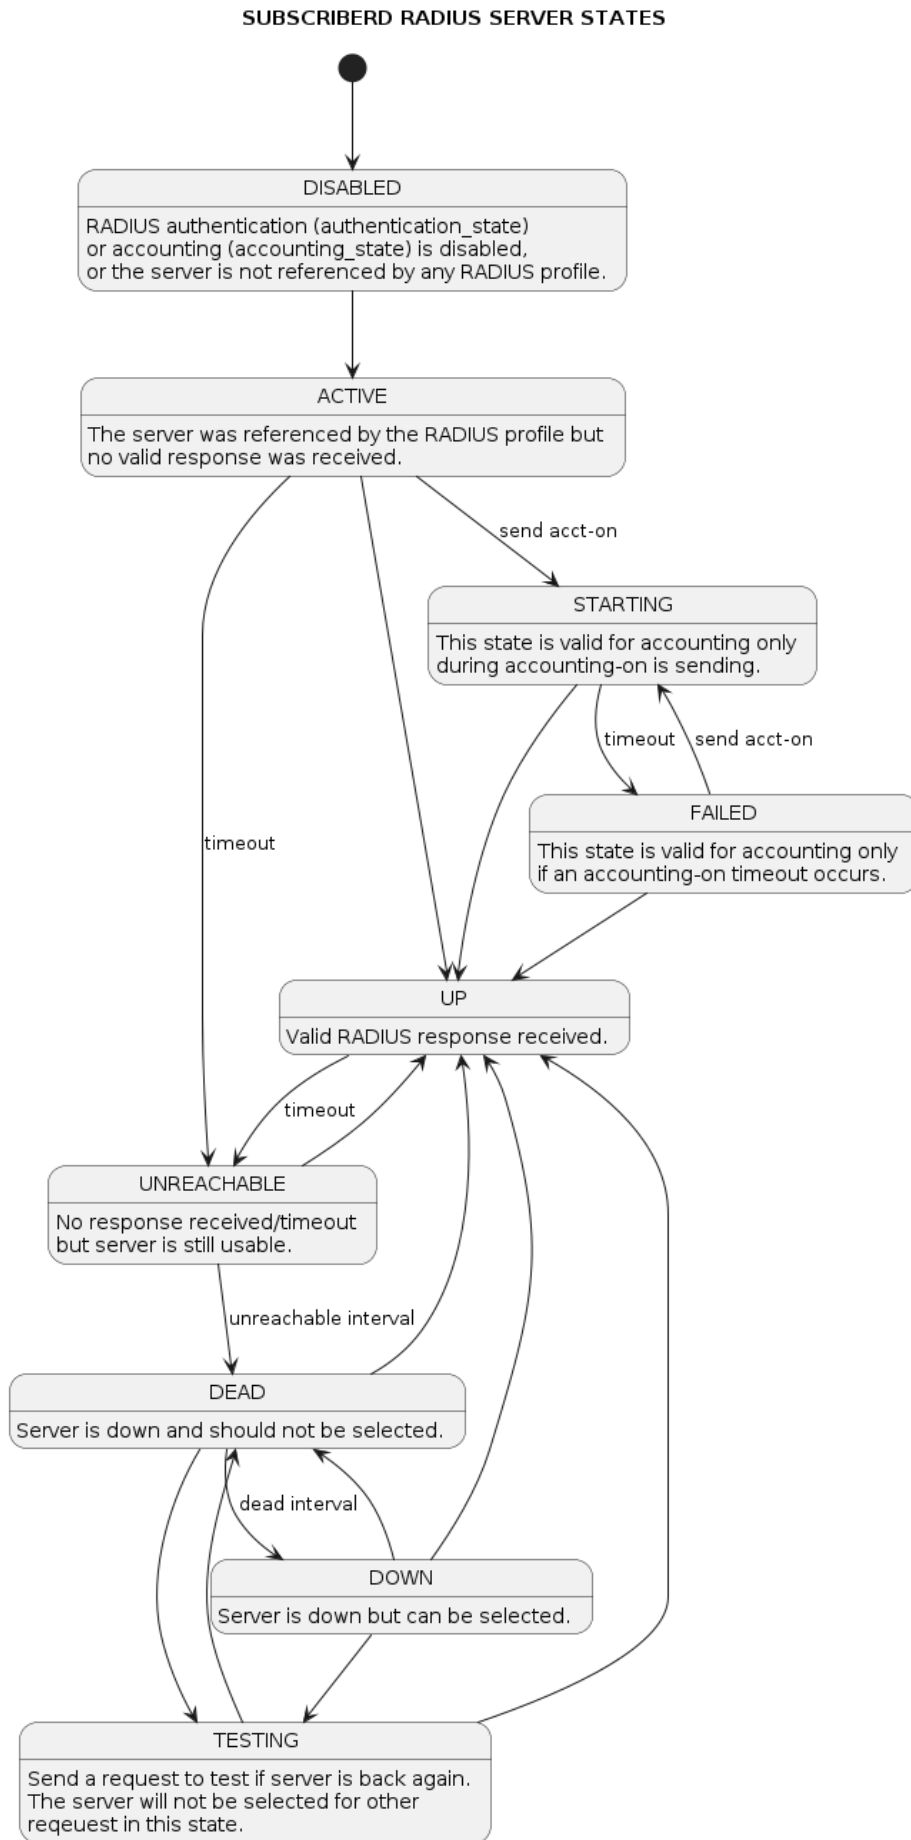 SUBSCRIBERD RADIUS SERVER STATES
DISABLED
RADIUS authentication (authentication_state)
or accounting (accounting_state) is disabled,
or the server is not referenced by any RADIUS profile.
ACTIVE
The server was referenced by the RADIUS profile but
no valid response was received.
send acct-on
STARTING
This state is valid for accounting only
during accounting-on is sending.
timeout
send acct-on
FAILED
This state is valid for accounting only
if an accounting-on timeout occurs.
timeout
UP
Valid RADIUS response received.
timeout
UNREACHABLE
No response received/timeout
but server is still usable.
unreachable interval
DEAD
Server is down and should not be selected.
dead interval
DOWN
Server is down but can be selected.
TESTING
Send a request to test if server is back again.
The server will not be selected for other
reqeuest in this state.